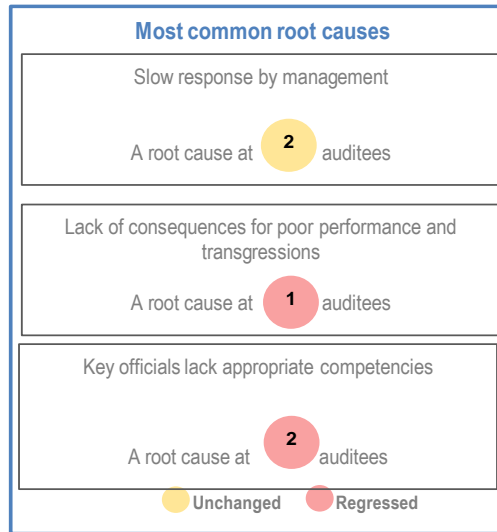 Most common root causes
Slow response by management
A root cause at 2 auditees
Lack of consequences for poor performance and
transgressions
A root cause at 1 auditees
Key officials lack appropriate competencies
A root cause at 2 auditees
Unchanged Regressed